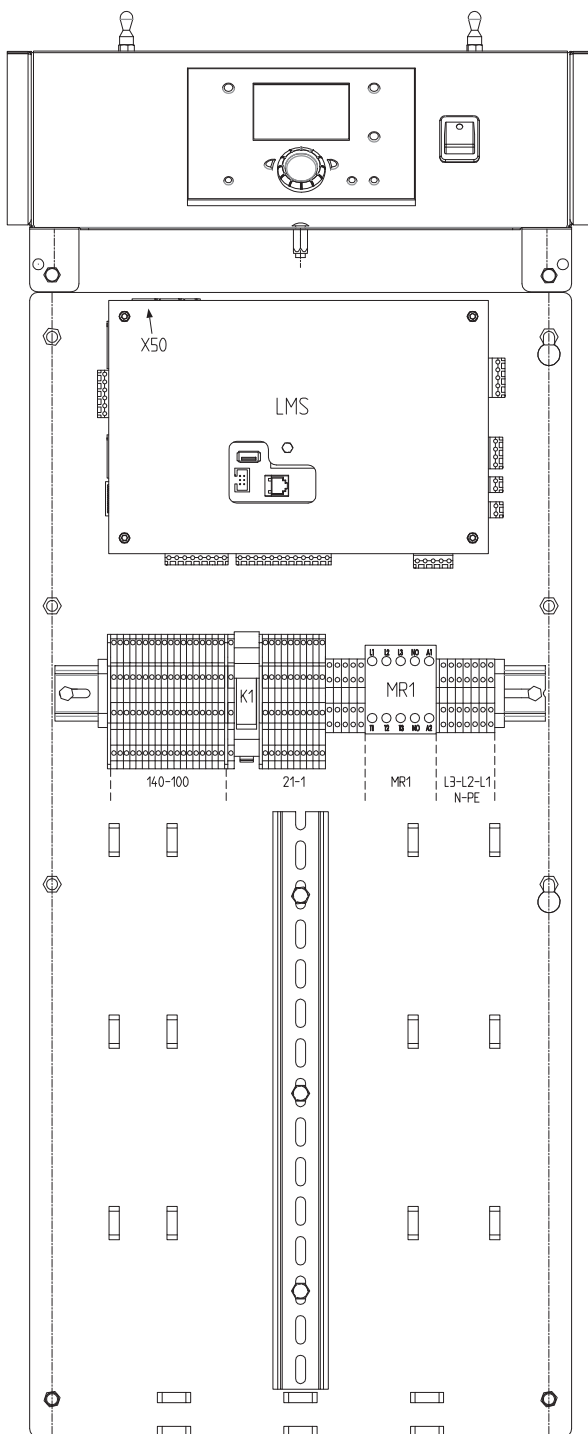 X50
LMS
L1 L2 L3 NO A1
K1
MR1
T1 T2 T3 NO A2
140-100 21-1 MR1 L3-L2-L1
N-PE